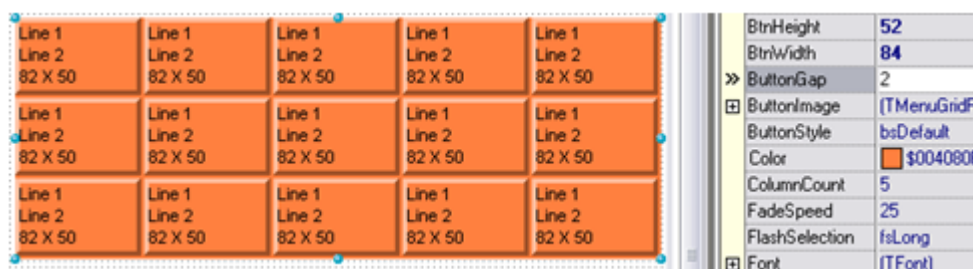 Line 1 Line 1 Line 1 Line 1 Line 1
Line 2 Line 2 Line 2 Line 2 Line 2
82 X 50 82 X 50 82 X 50 82 X 50 82 X 50
Line 1 Line 1 Line 1 Line 1 Line 1
Line 2 Line 2 Line 2 Line 2 Line 2
82 X 50 82 X 50 82 X 50 82 X 50 82 X 50
Line 1 Line 1 Line 1 Line 1 Line 1
Line 2 Line 2 Line 2 Line 2 Line 2
82 X 50 82 X 50 82 X 50 82 X 50 82 X 50
BtnHeight 52
BtnWidth 84
» ButtonGap 2
ButtonImage
ButtonStyle bsDefault
Color
ColumnCount 5
FadeSpeed 25
FlashSelection fsLong
Font (TFont)